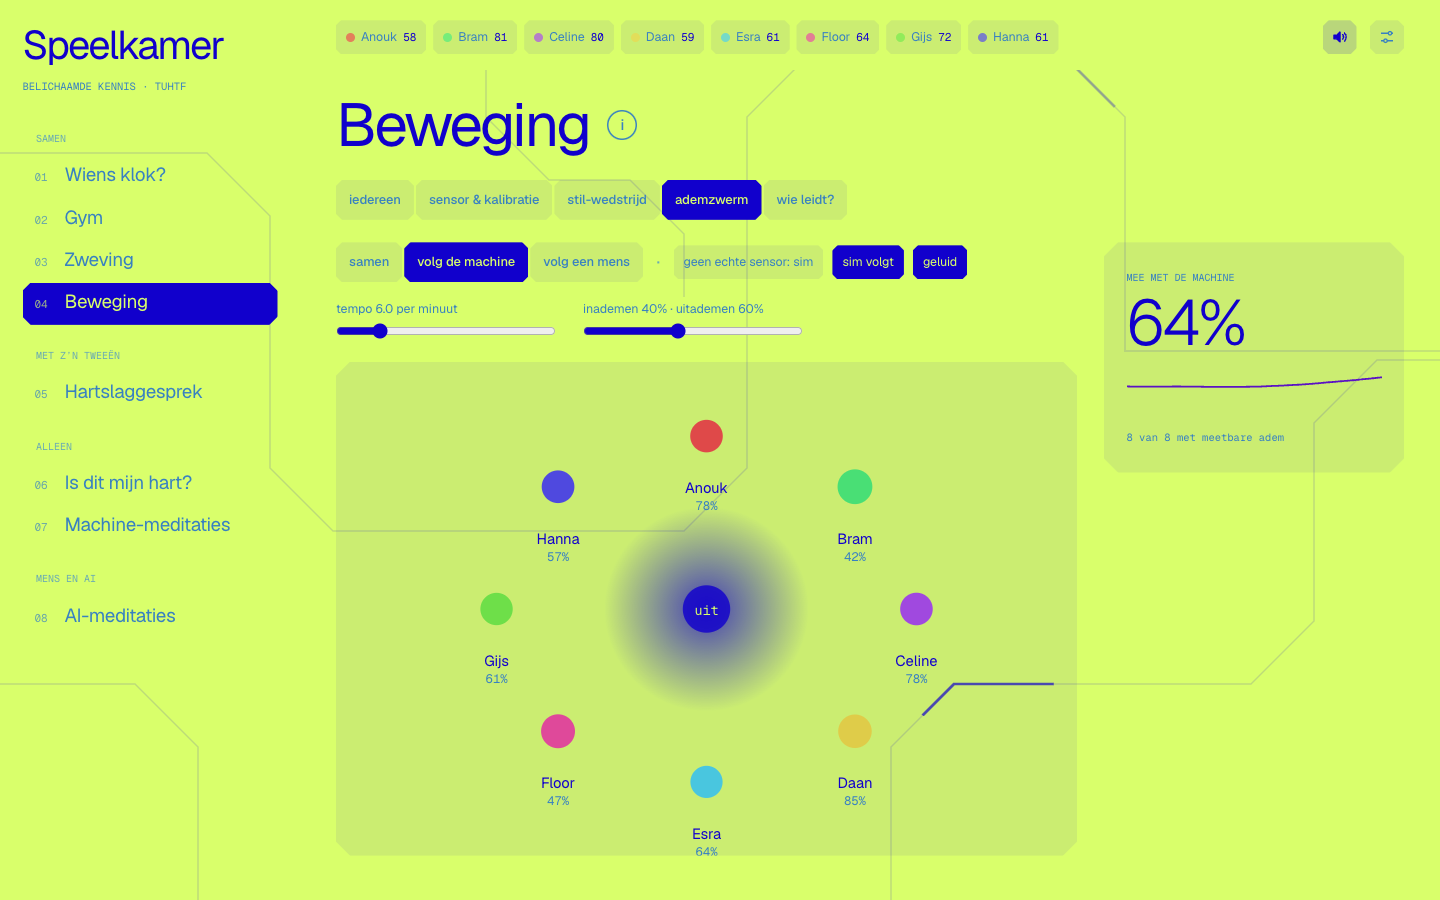 Speelkamer
BELICHAAMDE KENNIS · TUHTF
SAMEN
01 Wiens klok?
02 Gym
03 Zweving
04 Beweging
MET Z'N TWEEËN
05 Hartslaggesprek
ALLEEN
06 Is dit mijn hart?
07 Machine-meditaties
MENS EN AI
08 AI-meditaties
Anouk 58 Bram 81 Celine 80 Daan 59 Esra 61 Floor 64 Gijs 72 Hanna 61
Beweging i
iedereen sensor & kalibratie stil-wedstrijd ademzwerm wie leidt?
samen volg de machine volg een mens · geen echte sensor: sim sim volgt geluid
tempo 6.0 per minuut inademen 40% · uitademen 60%
Anouk
78%
Hanna
57%
Bram
42%
uit
Gijs
61%
Celine
78%
Floor
47%
Daan
85%
Esra
64%
MEE MET DE MACHINE
64%
8 van 8 met meetbare adem